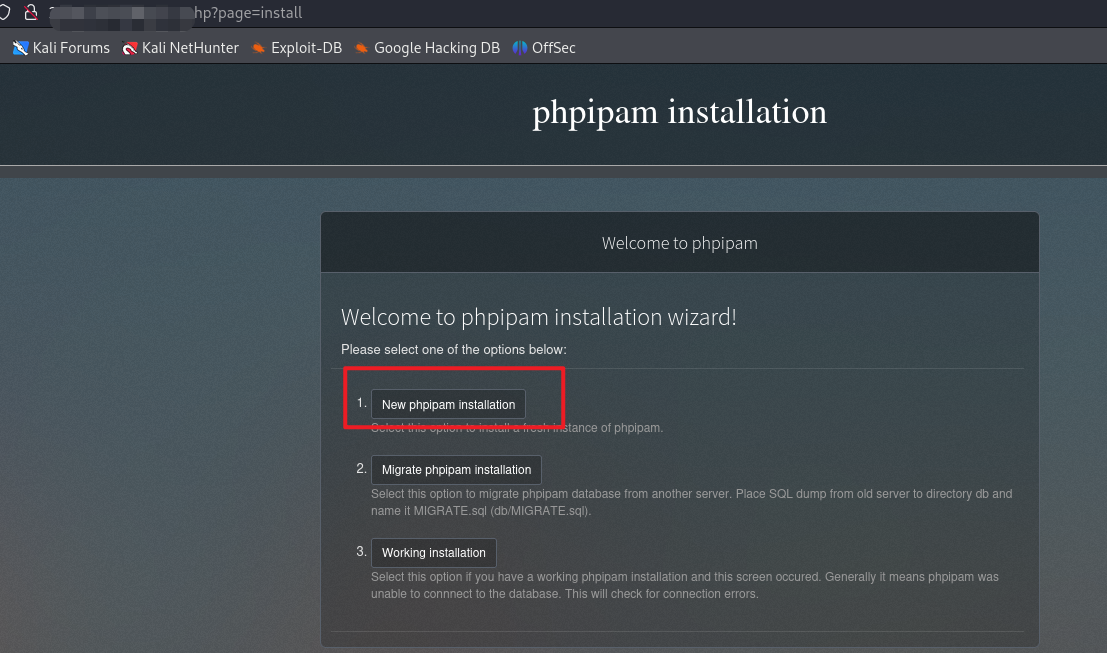 hp?page=install
Kali Forums Kali NetHunter Exploit-DB Google Hacking DB OffSec
phpipam installation
Welcome to phpipam
Welcome to phpipam installation wizard!
Please select one of the options below:
1. New phpipam installation
Select this option to install a fresh instance of phpipam.
2. Migrate phpipam installation
Select this option to migrate phpipam database from another server. Place SQL dump from old server to directory db and
name it MIGRATE.sql (db/MIGRATE.sql).
3. Working installation
Select this option if you have a working phpipam installation and this screen occured. Generally it means phpipam was
unable to connnect to the database. This will check for connection errors.